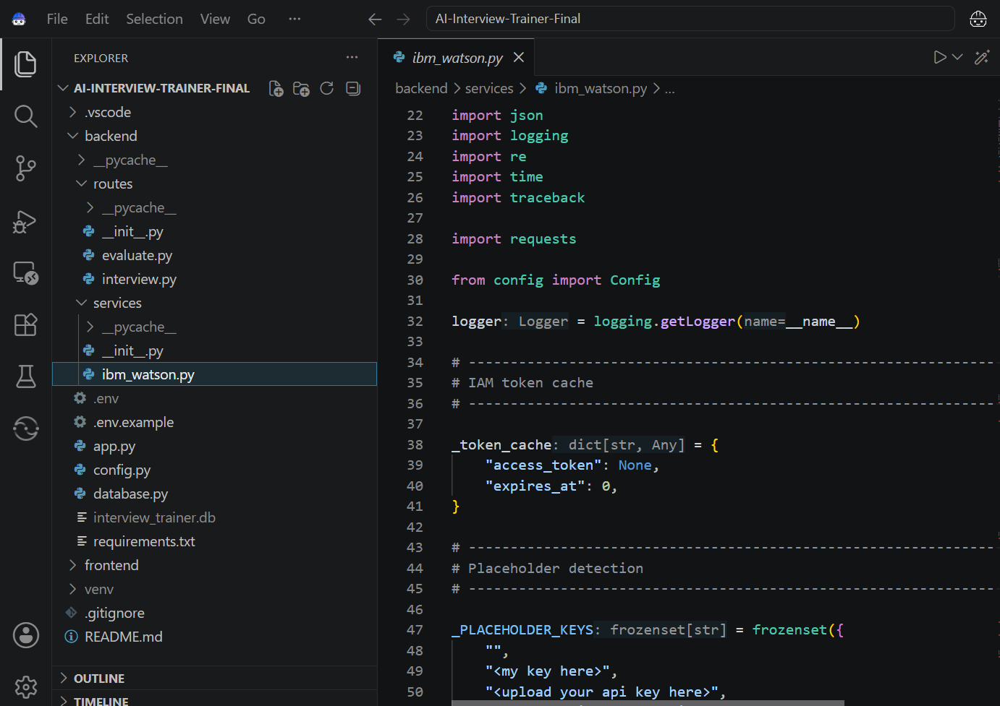 File Edit Selection View Go ···
AI-Interview-Trainer-Final
EXPLORER
AI-INTERVIEW-TRAINER-FINAL
.vscode
backend
__pycache__
routes
__pycache__
__init__.py
evaluate.py
interview.py
services
__pycache__
__init__.py
ibm_watson.py
.env
.env.example
app.py
config.py
database.py
interview_trainer.db
requirements.txt
frontend
venv
.gitignore
README.md
OUTLINE
TIMELINE
ibm_watson.py
backend > services > ibm_watson.py > ...
22 import json
23 import logging
24 import re
25 import time
26 import traceback
27
28 import requests
29
30 from config import Config
31
32 logger: Logger = logging.getLogger(name=__name__)
33
34 # ---------------------------------------------------------------
35 # IAM token cache
36 # ---------------------------------------------------------------
37
38 _token_cache: dict[str, Any] = {
39 "access_token": None,
40 "expires_at": 0,
41 }
42
43 # ---------------------------------------------------------------
44 # Placeholder detection
45 # ---------------------------------------------------------------
46
47 _PLACEHOLDER_KEYS: frozenset[str] = frozenset({
48 "",
49 "<my key here>",
50 "<upload your api key here>",